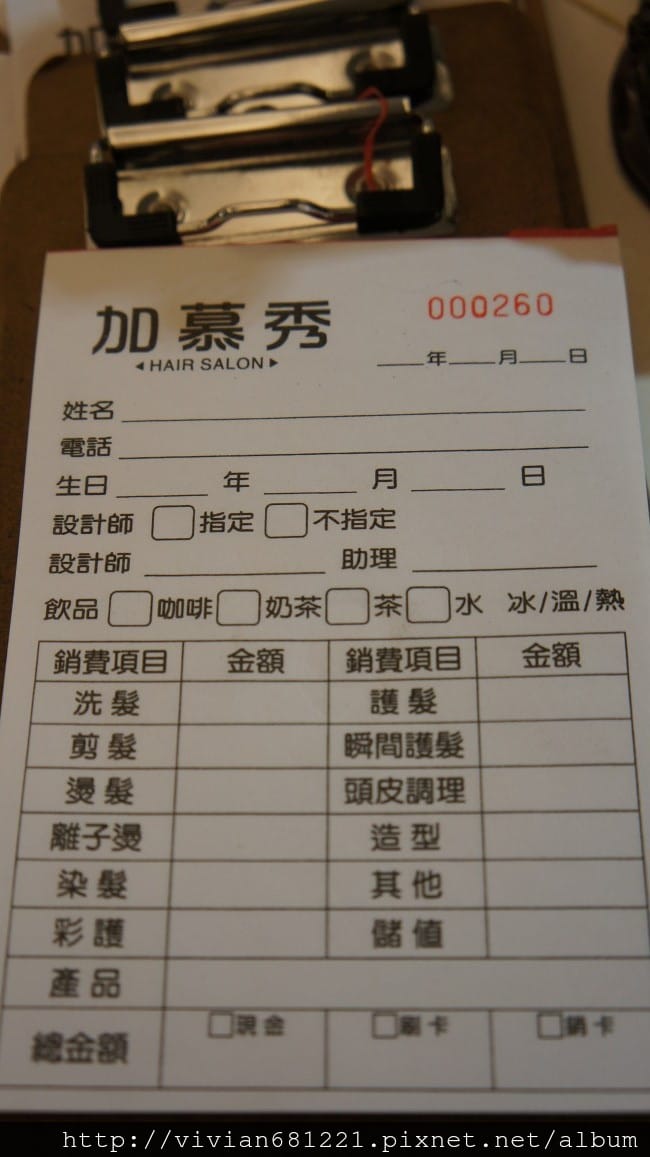 加慕秀 000260
HAIR SALON
年 月 日
姓名
電話
生日 年 月 日
設計師 指定 不指定
設計師 助理
飲品 咖啡 奶茶 茶 水 冰/溫/熱
銷費項目 金額 銷費項目 金額
洗髮 護髮
剪髮 瞬間護髮
燙髮 頭皮調理
離子燙 造型
染髮 其他
彩護 儲值
產品
總金額 現金 刷卡 銷卡
http://vivian681221.pixnet.net/album